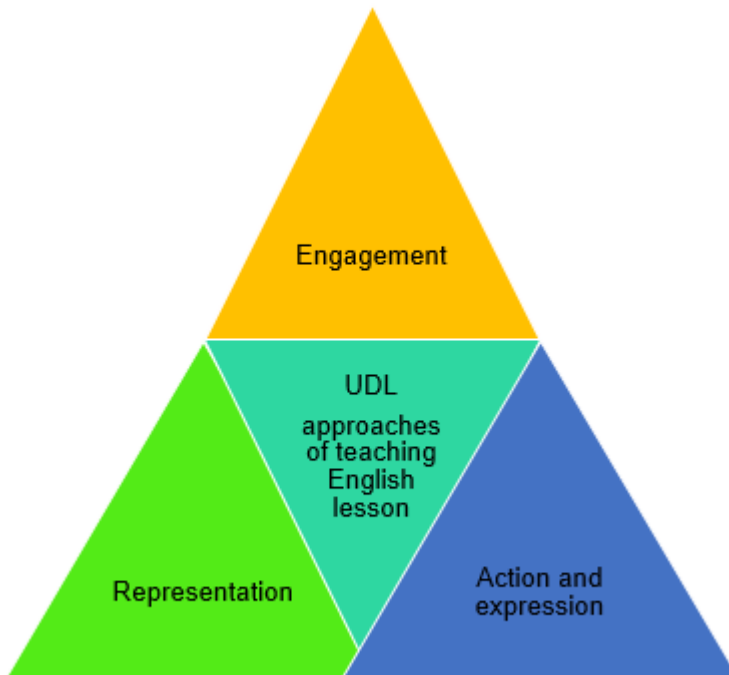 Engagement
UDL
approaches
of teaching
English
lesson
Representation
Action and
expression